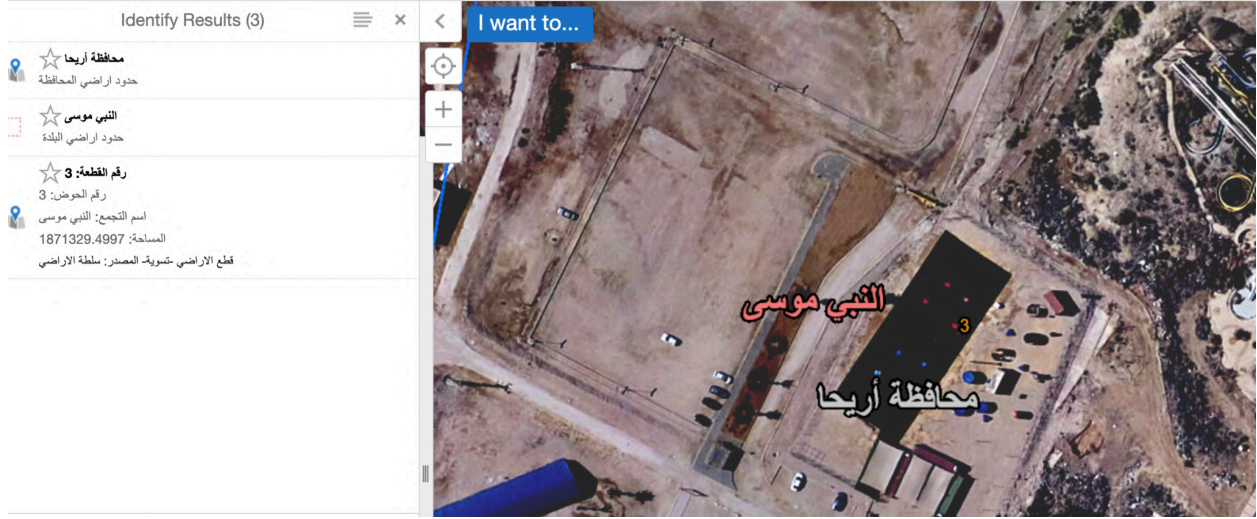 Identify Results (3)
محافظة أريحا
حدود اراضي المحافظة
النبي موسى
حدود اراضي البلدة
رقم القطعة: 3
رقم الحوض: 3
اسم التجمع: النبي موسى
المساحة: 1871329.4997
قطع الاراضي -تسوية- المصدر: سلطة الاراضي
I want to...
النبي موسى
3
محافظة أريحا